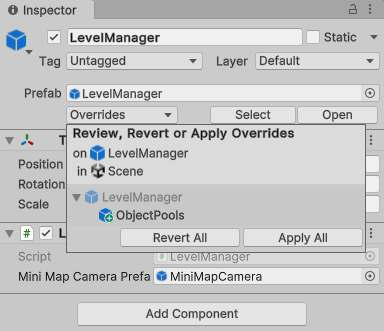 Inspector
LevelManager
Static
Tag Untagged Layer Default
Prefab LevelManager
Overrides Select Open
Review, Revert or Apply Overrides
on LevelManager
in Scene
Position
Rotation
Scale
LevelManager
ObjectPools
Revert All Apply All
Script LevelManager
Mini Map Camera Prefa MiniMapCamera
Add Component